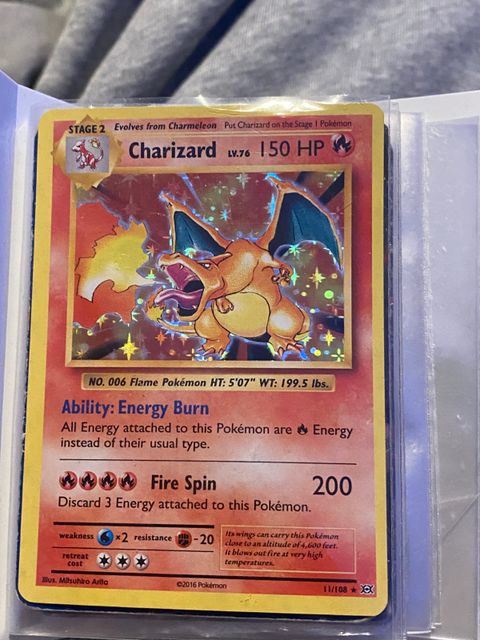 STAGE 2 Evolves from Charmeleon Put Charizard on the Stage 1 Pokémon
Charizard LV.76 150 HP
NO. 006 Flame Pokémon HT: 5'07" WT: 199.5 lbs.
Ability: Energy Burn
All Energy attached to this Pokémon are Energy
instead of their usual type.
Fire Spin 200
Discard 3 Energy attached to this Pokémon.
weakness ×2 resistance -20
retreat
cost
Its wings can carry this Pokémon
close to an altitude of 4,600 feet.
It blows out fire at very high
temperatures.
Illus. Mitsuhiro Arita ©2016 Pokémon 11/108